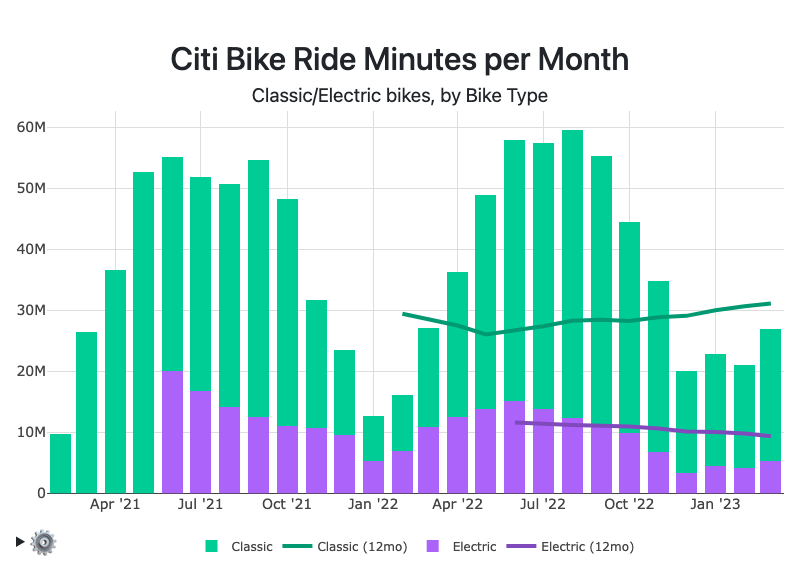 Citi Bike Ride Minutes per Month
Classic/Electric bikes, by Bike Type
60M
50M
40M
30M
20M
10M
0
Apr '21
Jul '21
Oct '21
Jan '22
Apr '22
Jul '22
Oct '22
Jan '23
Classic
Classic (12mo)
Electric
Electric (12mo)